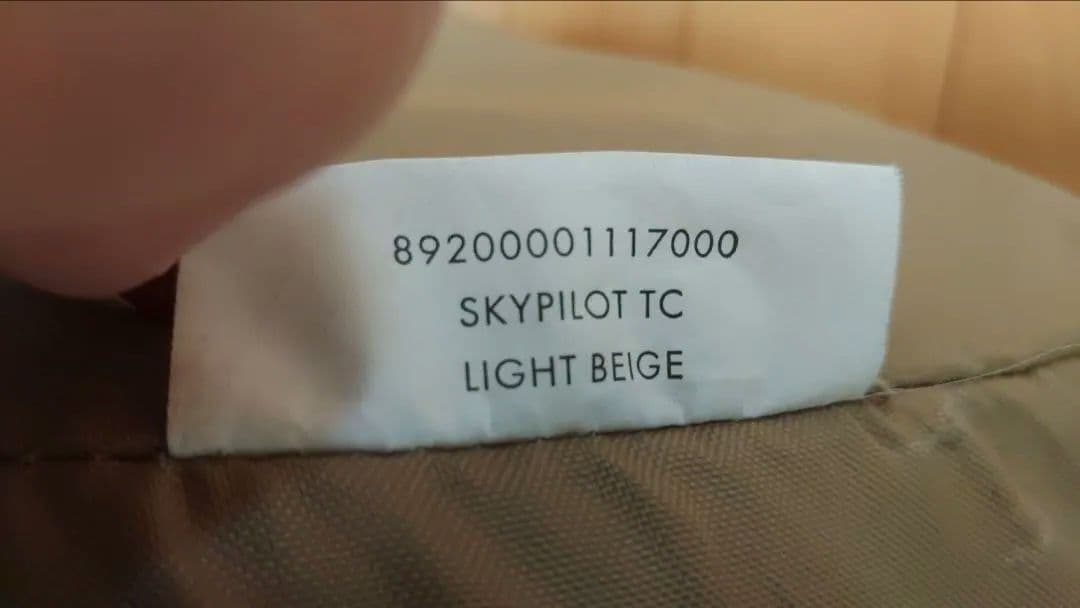 89200001117000
SKYPILOT TC
LIGHT BEIGE